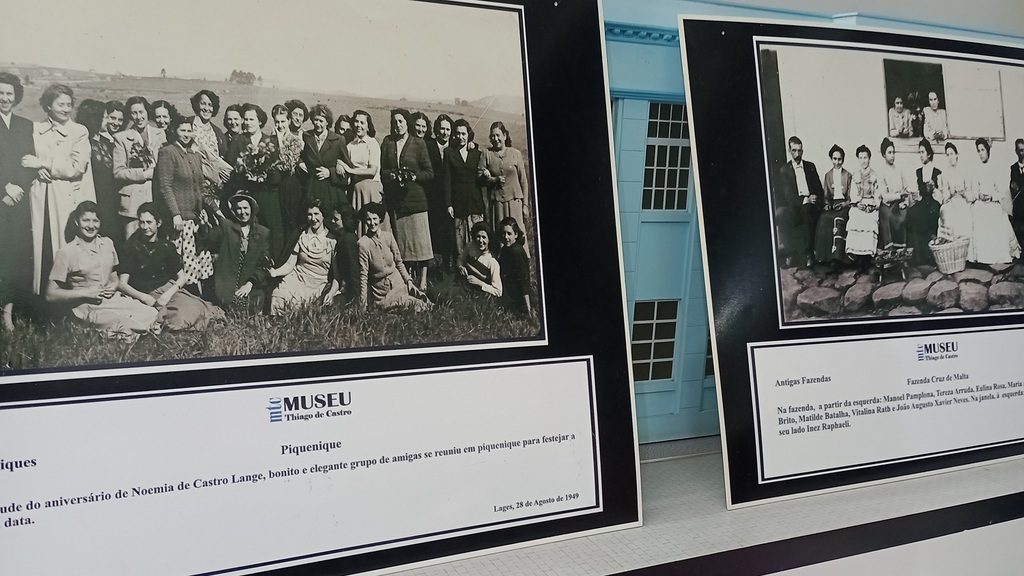 mtc MUSEU
Thiago de Castro
iques
Piquenique
ude do aniversário de Noemia de Castro Lange, bonito e elegante grupo de amigas se reuniu em piquenique para festejar a
data.
Lages, 28 de Agosto de 1949
mtc MUSEU
Thiago de Castro
Antigas Fazendas
Fazenda Cruz de Malta
Na fazenda, a partir da esquerda: Manoel Pamplona, Tereza Arruda, Eulina Rosa, Maria
Brito, Matilde Batalha, Vitalina Rath e João Augusto Xavier Neves. Na janela, à esquerda
seu lado Inez Raphaeli.